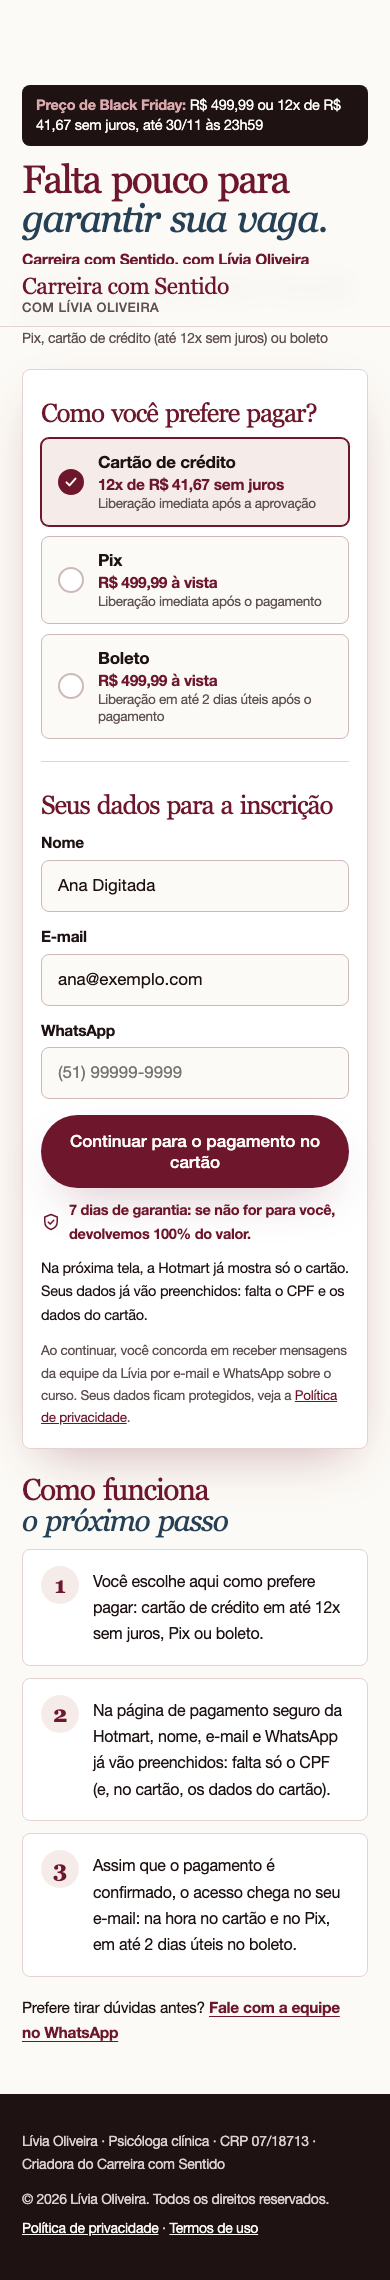 Preço de Black Friday: R$ 499,99 ou 12x de R$
41,67 sem juros, até 30/11 às 23h59
Falta pouco para
garantir sua vaga.
Carreira com Sentido, com Lívia Oliveira
Carreira com Sentido
COM LÍVIA OLIVEIRA
Pix, cartão de crédito (até 12x sem juros) ou boleto
Como você prefere pagar?
Cartão de crédito
12x de R$ 41,67 sem juros
Liberação imediata após a aprovação
Pix
R$ 499,99 à vista
Liberação imediata após o pagamento
Boleto
R$ 499,99 à vista
Liberação em até 2 dias úteis após o
pagamento
Seus dados para a inscrição
Nome
Ana Digitada
E-mail
ana@exemplo.com
WhatsApp
(51) 99999-9999
Continuar para o pagamento no
cartão
7 dias de garantia: se não for para você,
devolvemos 100% do valor.
Na próxima tela, a Hotmart já mostra só o cartão.
Seus dados já vão preenchidos: falta o CPF e os
dados do cartão.
Ao continuar, você concorda em receber mensagens
da equipe da Lívia por e-mail e WhatsApp sobre o
curso. Seus dados ficam protegidos, veja a Política
de privacidade.
Como funciona
o próximo passo
1 Você escolhe aqui como prefere
pagar: cartão de crédito em até 12x
sem juros, Pix ou boleto.
2 Na página de pagamento seguro da
Hotmart, nome, e-mail e WhatsApp
já vão preenchidos: falta só o CPF
(e, no cartão, os dados do cartão).
3 Assim que o pagamento é
confirmado, o acesso chega no seu
e-mail: na hora no cartão e no Pix,
em até 2 dias úteis no boleto.
Prefere tirar dúvidas antes? Fale com a equipe
no WhatsApp
Lívia Oliveira · Psicóloga clínica · CRP 07/18713 ·
Criadora do Carreira com Sentido
© 2026 Lívia Oliveira. Todos os direitos reservados.
Política de privacidade · Termos de uso